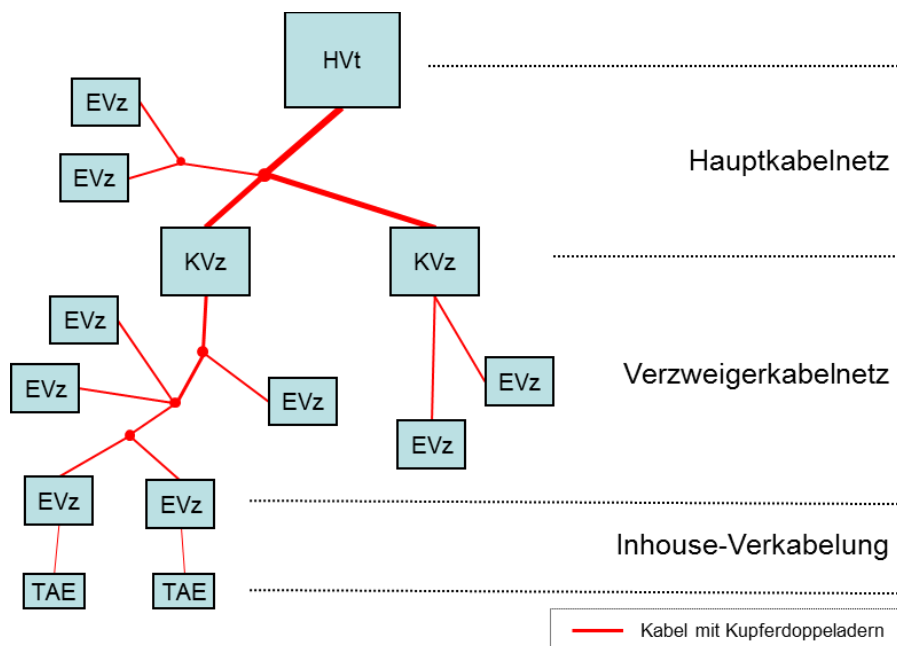 HVt
EVz
Hauptkabelnetz
EVz
KVz
KVz
EVz
Verzweigerkabelnetz
EVz
EVz
EVz
EVz
EVz
EVz
Inhouse-Verkabelung
TAE
TAE
Kabel mit Kupferdoppeladern